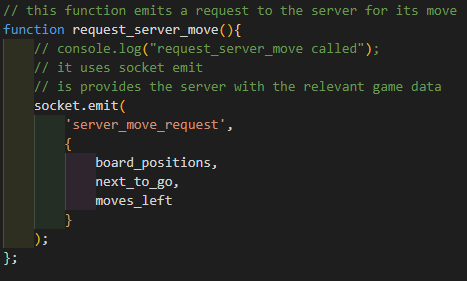 // this function emits a request to the server for its move
function request_server_move(){
    // console.log("request_server_move called");
    // it uses socket emit
    // is provides the server with the relevant game data
    socket.emit(
        'server_move_request',
        {
            board_positions,
            next_to_go,
            moves_left
        }
    );
};